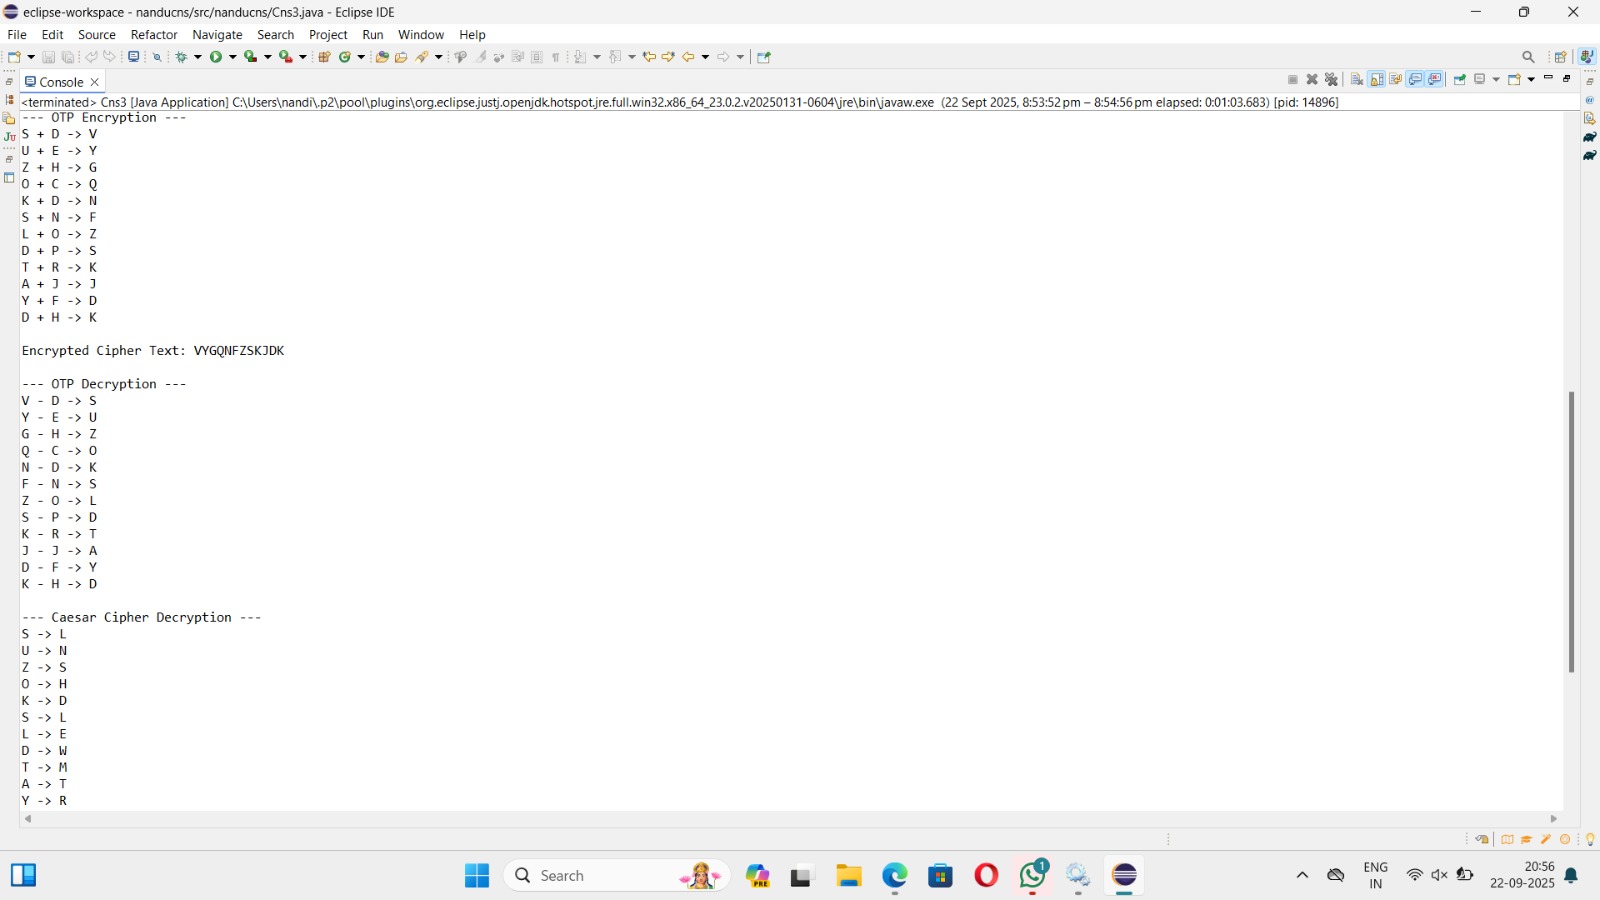 eclipse-workspace - nanducns/src/nanducns/Cns3.java - Eclipse IDE
File Edit Source Refactor Navigate Search Project Run Window Help
Console
<terminated> Cns3 [Java Application] C:\Users\nandi\.p2\pool\plugins\org.eclipse.justj.openjdk.hotspot.jre.full.win32.x86_64_23.0.2.v20250131-0604\jre\bin\javaw.exe (22 Sept 2025, 8:53:52 pm – 8:54:56 pm elapsed: 0:01:03.683) [pid: 14896]
--- OTP Encryption ---
S + D -> V
U + E -> Y
Z + H -> G
O + C -> Q
K + D -> N
S + N -> F
L + O -> Z
D + P -> S
T + R -> K
A + J -> J
Y + F -> D
D + H -> K
Encrypted Cipher Text: VYGQNFZSKJDK
--- OTP Decryption ---
V - D -> S
Y - E -> U
G - H -> Z
Q - C -> O
N - D -> K
F - N -> S
Z - O -> L
S - P -> D
K - R -> T
J - J -> A
D - F -> Y
K - H -> D
--- Caesar Cipher Decryption ---
S -> L
U -> N
Z -> S
O -> H
K -> D
S -> L
L -> E
D -> W
T -> M
A -> T
Y -> R
Search
PRE
1
ENG
IN
20:56
22-09-2025